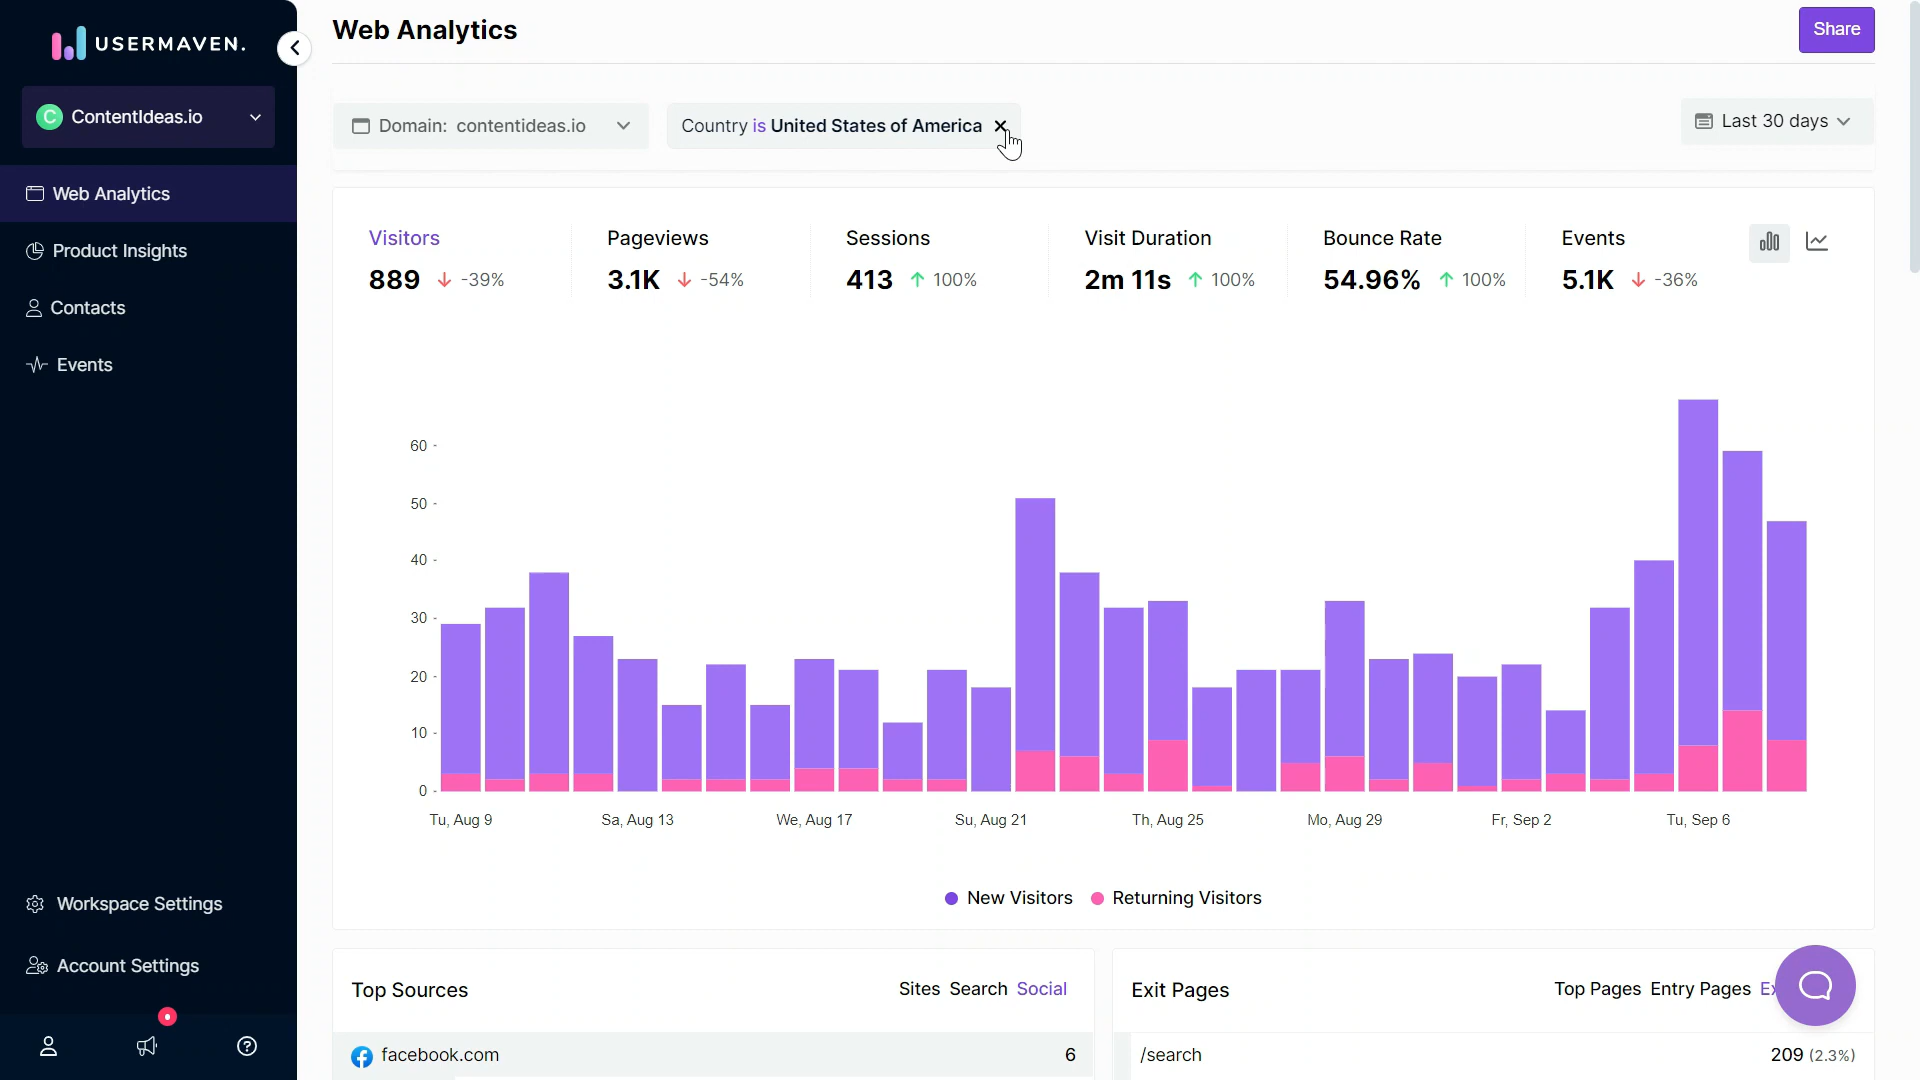 USERMAVEN.
C ContentIdeas.io
Web Analytics
Product Insights
Contacts
Events
Workspace Settings
Account Settings
Web Analytics
Share
Domain: contentideas.io
Country is United States of America
Last 30 days
Visitors
889 -39%
Pageviews
3.1K -54%
Sessions
413 100%
Visit Duration
2m 11s 100%
Bounce Rate
54.96% 100%
Events
5.1K -36%
60
50
40
30
20
10
0
Tu, Aug 9
Sa, Aug 13
We, Aug 17
Su, Aug 21
Th, Aug 25
Mo, Aug 29
Fr, Sep 2
Tu, Sep 6
New Visitors
Returning Visitors
Top Sources
Sites Search Social
facebook.com 6
Exit Pages
Top Pages Entry Pages
/search 209 (2.3%)